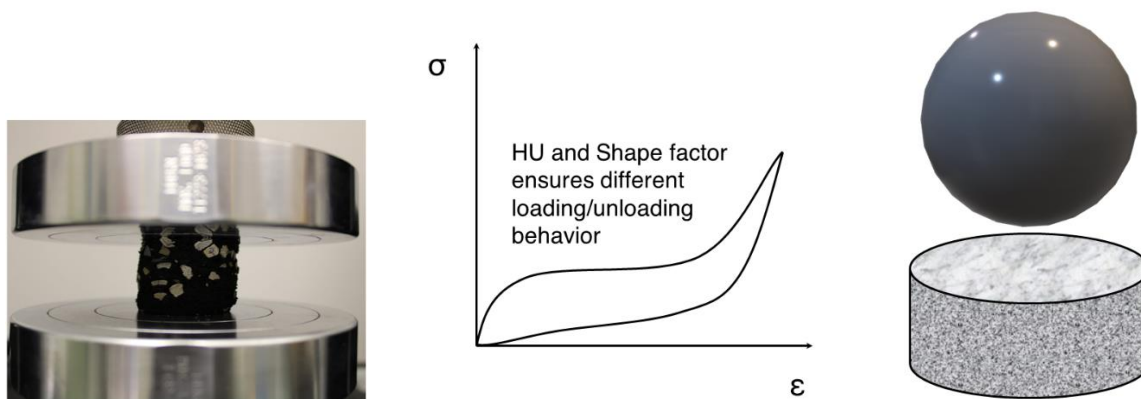 σ
HU and Shape factor
ensures different
loading/unloading
behavior
ε